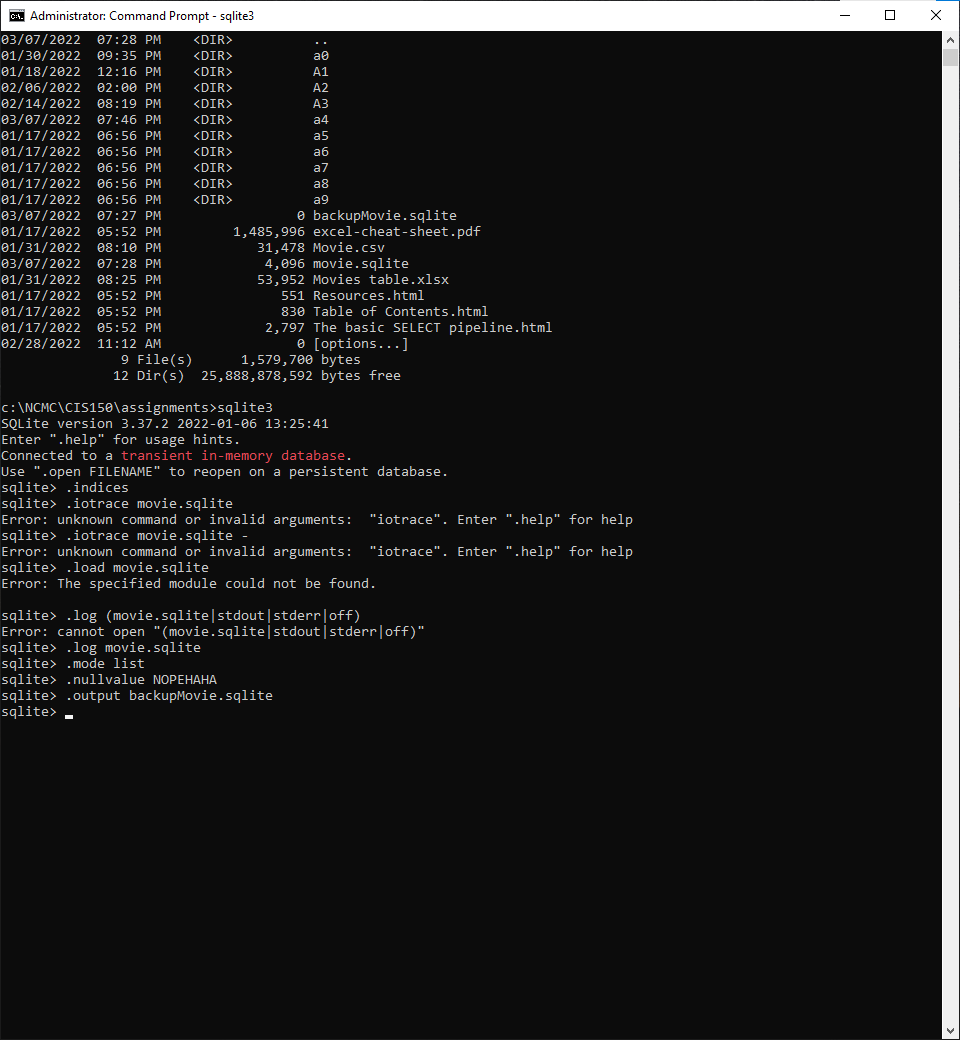 Administrator: Command Prompt - sqlite3
03/07/2022  07:28 PM    <DIR>          ..
01/30/2022  09:35 PM    <DIR>          a0
01/18/2022  12:16 PM    <DIR>          A1
02/06/2022  02:00 PM    <DIR>          A2
02/14/2022  08:19 PM    <DIR>          A3
03/07/2022  07:46 PM    <DIR>          a4
01/17/2022  06:56 PM    <DIR>          a5
01/17/2022  06:56 PM    <DIR>          a6
01/17/2022  06:56 PM    <DIR>          a7
01/17/2022  06:56 PM    <DIR>          a8
01/17/2022  06:56 PM    <DIR>          a9
03/07/2022  07:27 PM                 0 backupMovie.sqlite
01/17/2022  05:52 PM         1,485,996 excel-cheat-sheet.pdf
01/31/2022  08:10 PM            31,478 Movie.csv
03/07/2022  07:28 PM             4,096 movie.sqlite
01/31/2022  08:25 PM            53,952 Movies table.xlsx
01/17/2022  05:52 PM               551 Resources.html
01/17/2022  05:52 PM               830 Table of Contents.html
01/17/2022  05:52 PM             2,797 The basic SELECT pipeline.html
02/28/2022  11:12 AM                 0 [options...]
               9 File(s)      1,579,700 bytes
              12 Dir(s)  25,888,878,592 bytes free
c:\NCMC\CIS150\assignments>sqlite3
SQLite version 3.37.2 2022-01-06 13:25:41
Enter ".help" for usage hints.
Connected to a transient in-memory database.
Use ".open FILENAME" to reopen on a persistent database.
sqlite> .indices
sqlite> .iotrace movie.sqlite
Error: unknown command or invalid arguments:  "iotrace". Enter ".help" for help
sqlite> .iotrace movie.sqlite -
Error: unknown command or invalid arguments:  "iotrace". Enter ".help" for help
sqlite> .load movie.sqlite
Error: The specified module could not be found.
sqlite> .log (movie.sqlite|stdout|stderr|off)
Error: cannot open "(movie.sqlite|stdout|stderr|off)"
sqlite> .log movie.sqlite
sqlite> .mode list
sqlite> .nullvalue NOPEHAHA
sqlite> .output backupMovie.sqlite
sqlite>